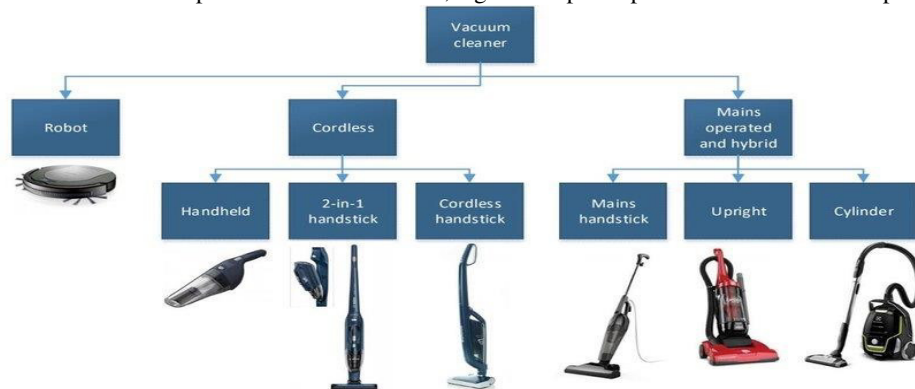 Vacuum
cleaner
Robot
Cordless
Mains
operated
and hybrid
Handheld
2-in-1
handstick
Cordless
handstick
Mains
handstick
Upright
Cylinder